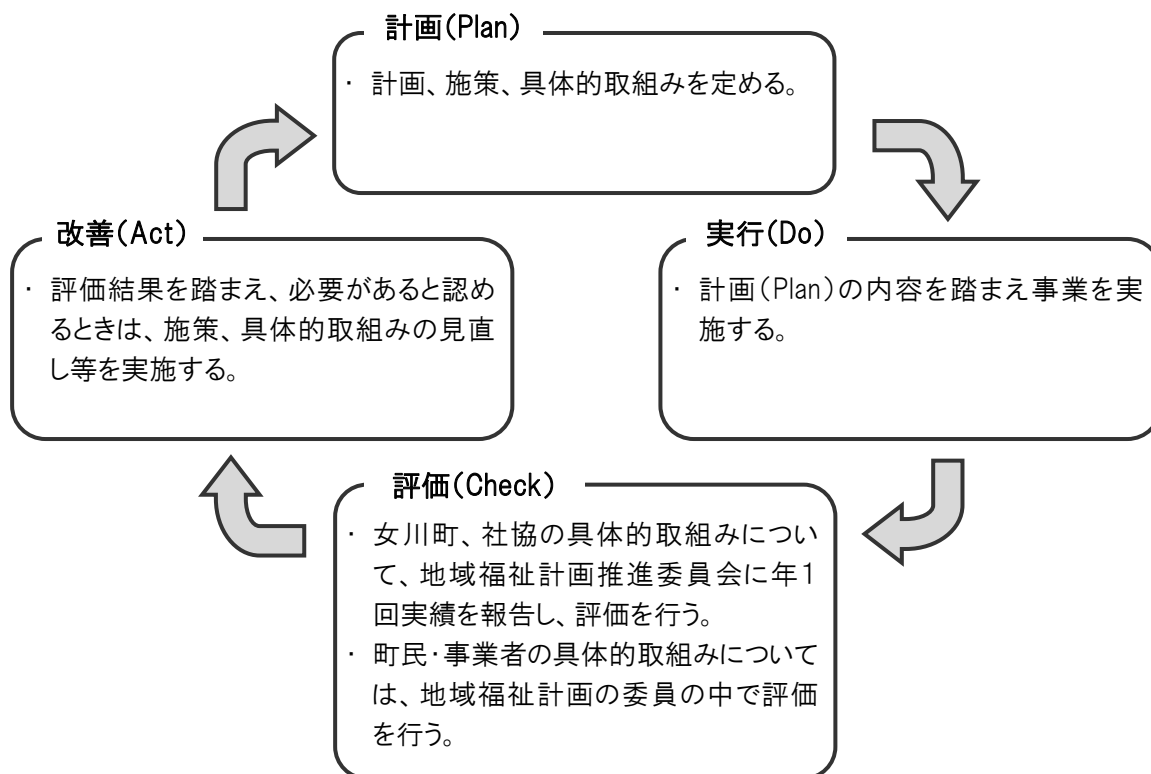 計画(Plan)
・ 計画、施策、具体的取組みを定める。
改善(Act)
・ 評価結果を踏まえ、必要があると認め
るときは、施策、具体的取組みの見直
し等を実施する。
実行(Do)
・ 計画(Plan)の内容を踏まえ事業を実
施する。
評価(Check)
・ 女川町、社協の具体的取組みについ
て、地域福祉計画推進委員会に年1
回実績を報告し、評価を行う。
・ 町民・事業者の具体的取組みについて
は、地域福祉計画の委員の中で評価
を行う。